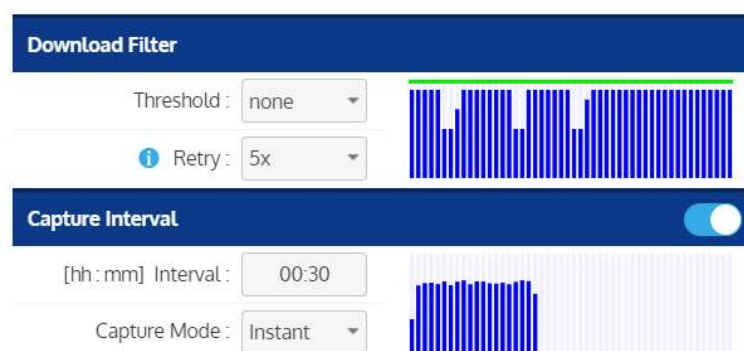 Download Filter
Threshold : none
i Retry : 5x
Capture Interval
[hh : mm] Interval : 00:30
Capture Mode : Instant